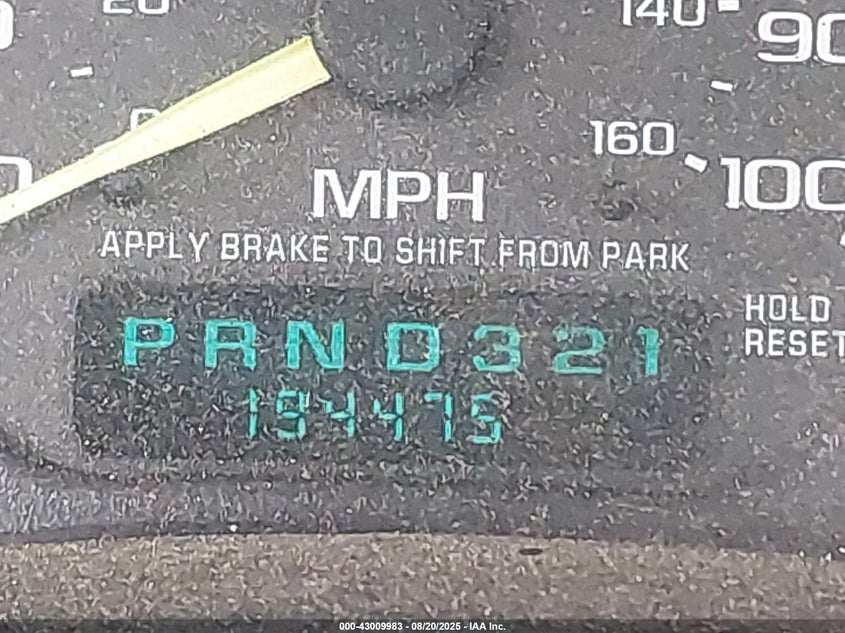 20
140
90
0
160
100
MPH
APPLY BRAKE TO SHIFT FROM PARK
HOLD
RESET
PRND321
194475
000-43009983 - 08/20/2025 - IAA Inc.